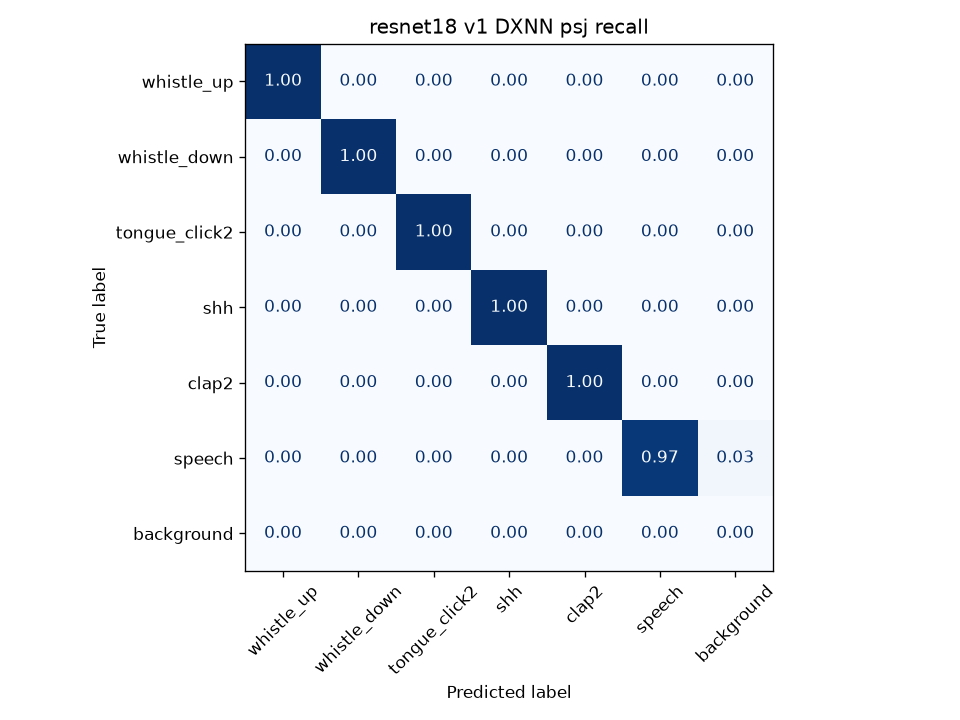 resnet18 v1 DXNN psj recall
True label
whistle_up 1.00 0.00 0.00 0.00 0.00 0.00 0.00
whistle_down 0.00 1.00 0.00 0.00 0.00 0.00 0.00
tongue_click2 0.00 0.00 1.00 0.00 0.00 0.00 0.00
shh 0.00 0.00 0.00 1.00 0.00 0.00 0.00
clap2 0.00 0.00 0.00 0.00 1.00 0.00 0.00
speech 0.00 0.00 0.00 0.00 0.00 0.97 0.03
background 0.00 0.00 0.00 0.00 0.00 0.00 0.00
whistle_up whistle_down tongue_click2 shh clap2 speech background
Predicted label